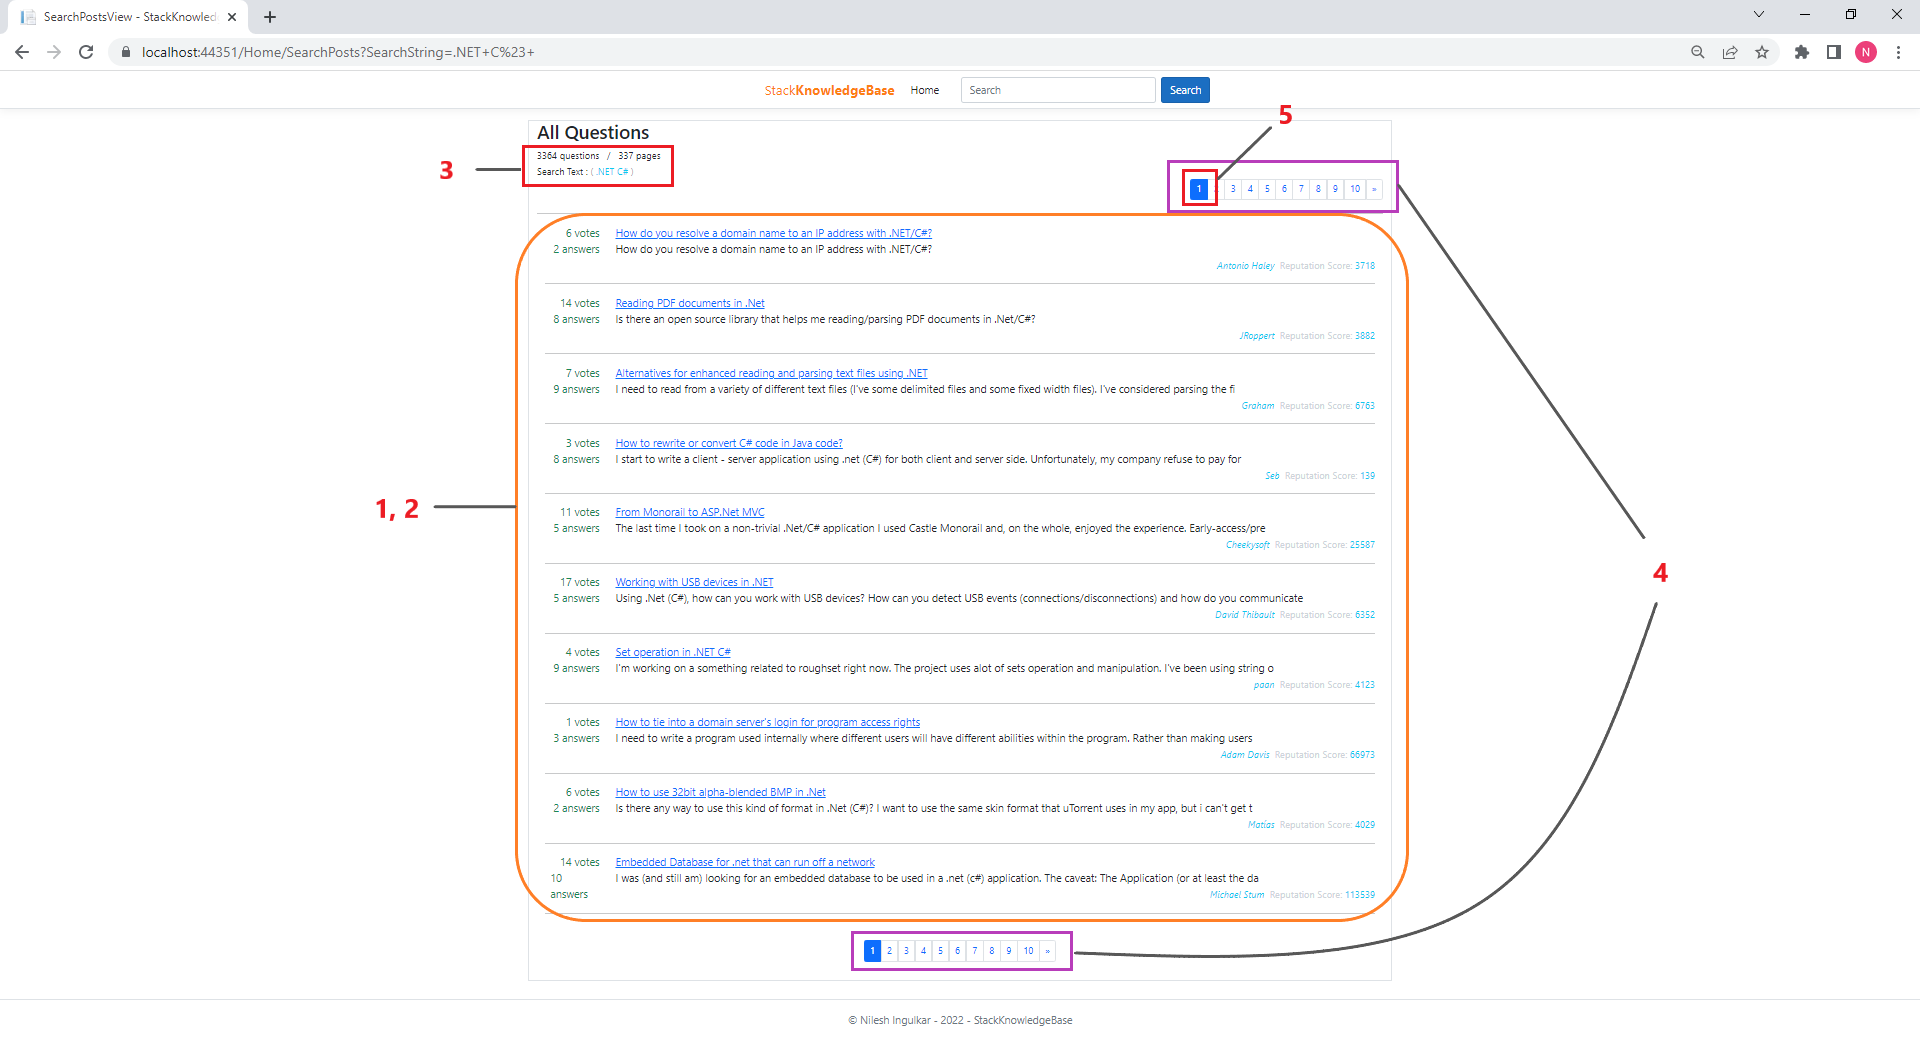 SearchPostsView - StackKnowled
localhost:44351/Home/SearchPosts?SearchString=.NET+C%23+
N
StackKnowledgeBase Home Search Search
5
All Questions
3364 questions / 337 pages
3
Search Text : ( .NET C# )
1 3 4 5 6 7 8 9 10 »
6 votes How do you resolve a domain name to an IP address with .NET/C#?
2 answers How do you resolve a domain name to an IP address with .NET/C#?
Antonio Haley Reputation Score: 3718
14 votes Reading PDF documents in .Net
8 answers Is there an open source library that helps me reading/parsing PDF documents in .Net/C#?
JRoppert Reputation Score: 3882
7 votes Alternatives for enhanced reading and parsing text files using .NET
9 answers I need to read from a variety of different text files (I've some delimited files and some fixed width files). I've considered parsing the fi
Graham Reputation Score: 6763
3 votes How to rewrite or convert C# code in Java code?
8 answers I start to write a client - server application using .net (C#) for both client and server side. Unfortunately, my company refuse to pay for
Seb Reputation Score: 139
1, 2
11 votes From Monorail to ASP.Net MVC
5 answers The last time I took on a non-trivial .Net/C# application I used Castle Monorail and, on the whole, enjoyed the experience. Early-access/pre
Cheekysoft Reputation Score: 25587
4
17 votes Working with USB devices in .NET
5 answers Using .Net (C#), how can you work with USB devices? How can you detect USB events (connections/disconnections) and how do you communicate
David Thibault Reputation Score: 6352
4 votes Set operation in .NET C#
9 answers I'm working on a something related to roughset right now. The project uses alot of sets operation and manipulation. I've been using string o
paan Reputation Score: 4123
1 votes How to tie into a domain server's login for program access rights
3 answers I need to write a program used internally where different users will have different abilities within the program. Rather than making users
Adam Davis Reputation Score: 66973
6 votes How to use 32bit alpha-blended BMP in .Net
2 answers Is there any way to use this kind of format in .Net (C#)? I want to use the same skin format that uTorrent uses in my app, but i can't get t
Matías Reputation Score: 4029
14 votes Embedded Database for .net that can run off a network
10 I was (and still am) looking for an embedded database to be used in a .net (c#) application. The caveat: The Application (or at least the da
answers
Michael Stum Reputation Score: 113539
1 2 3 4 5 6 7 8 9 10 »
© Nilesh Ingulkar - 2022 - StackKnowledgeBase